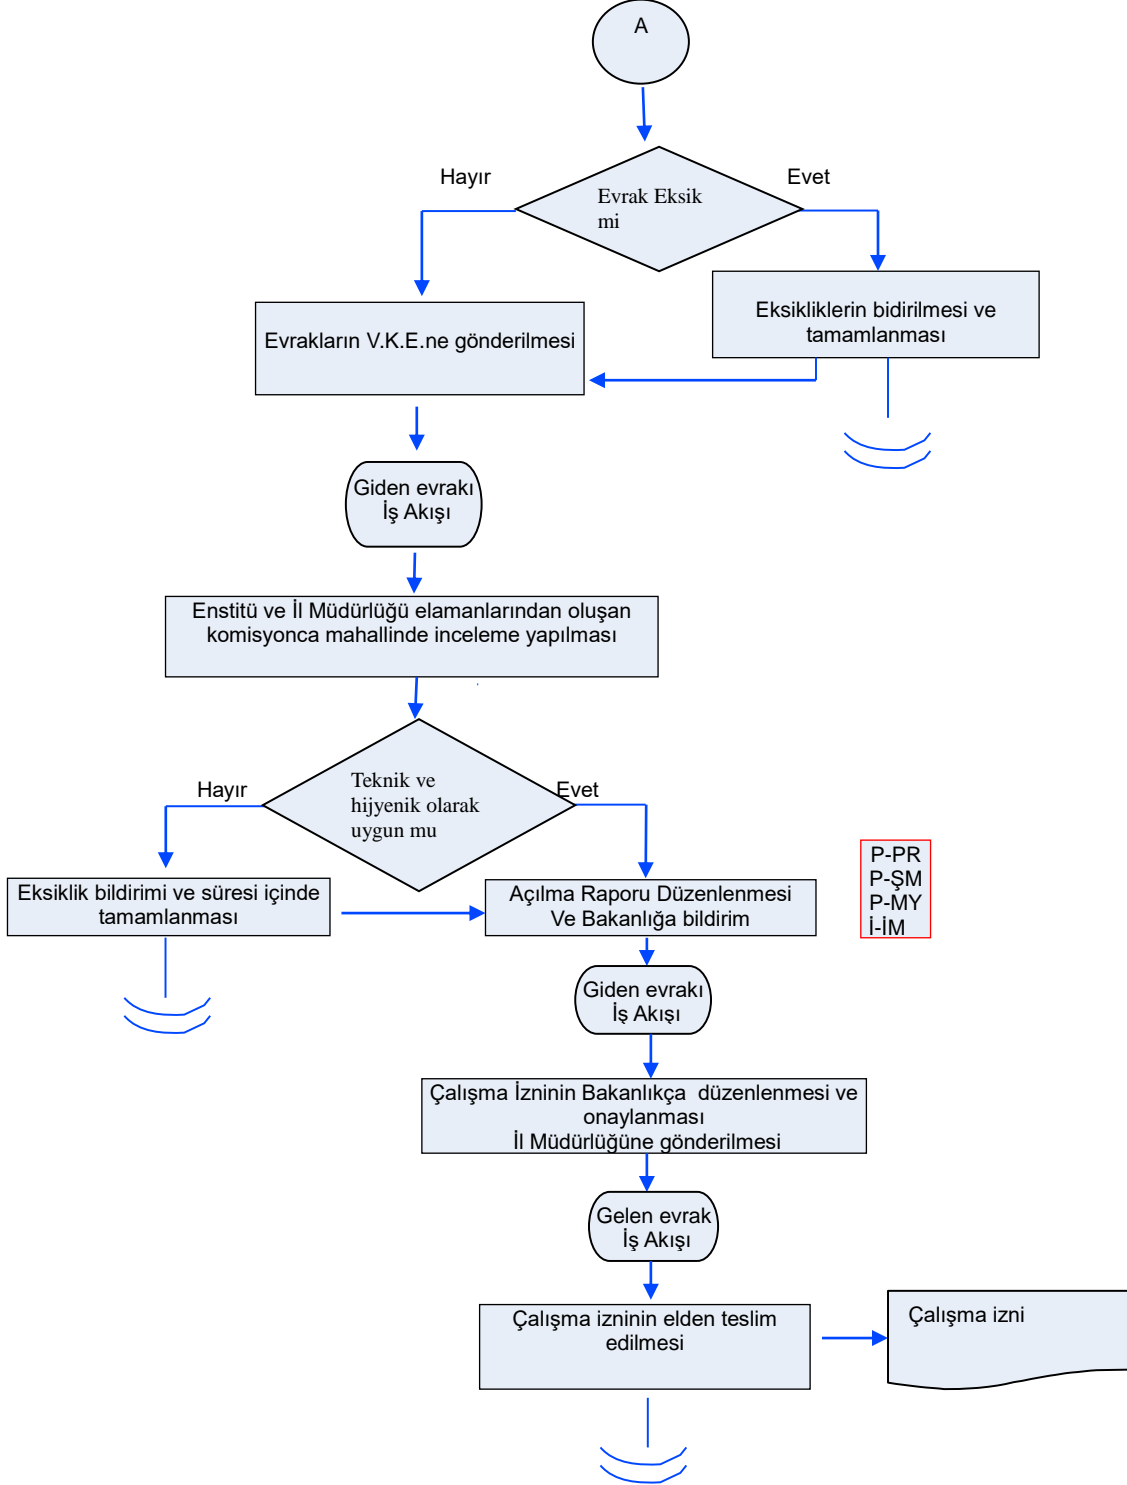 A
Hayır
Evet
Evrak Eksik
mi
Eksikliklerin bidirilmesi ve
tamamlanması
Evrakların V.K.E.ne gönderilmesi
Giden evrakı
İş Akışı
Enstitü ve İl Müdürlüğü elamanlarından oluşan
komisyonca mahallinde inceleme yapılması
Hayır
Evet
Teknik ve
hijyenik olarak
uygun mu
Eksiklik bildirimi ve süresi içinde
tamamlanması
Açılma Raporu Düzenlenmesi
Ve Bakanlığa bildirim
P-PR
P-ŞM
P-MY
İ-İM
Giden evrakı
İş Akışı
Çalışma İzninin Bakanlıkça  düzenlenmesi ve
onaylanması
İl Müdürlüğüne gönderilmesi
Gelen evrak
İş Akışı
Çalışma izninin elden teslim
edilmesi
Çalışma izni